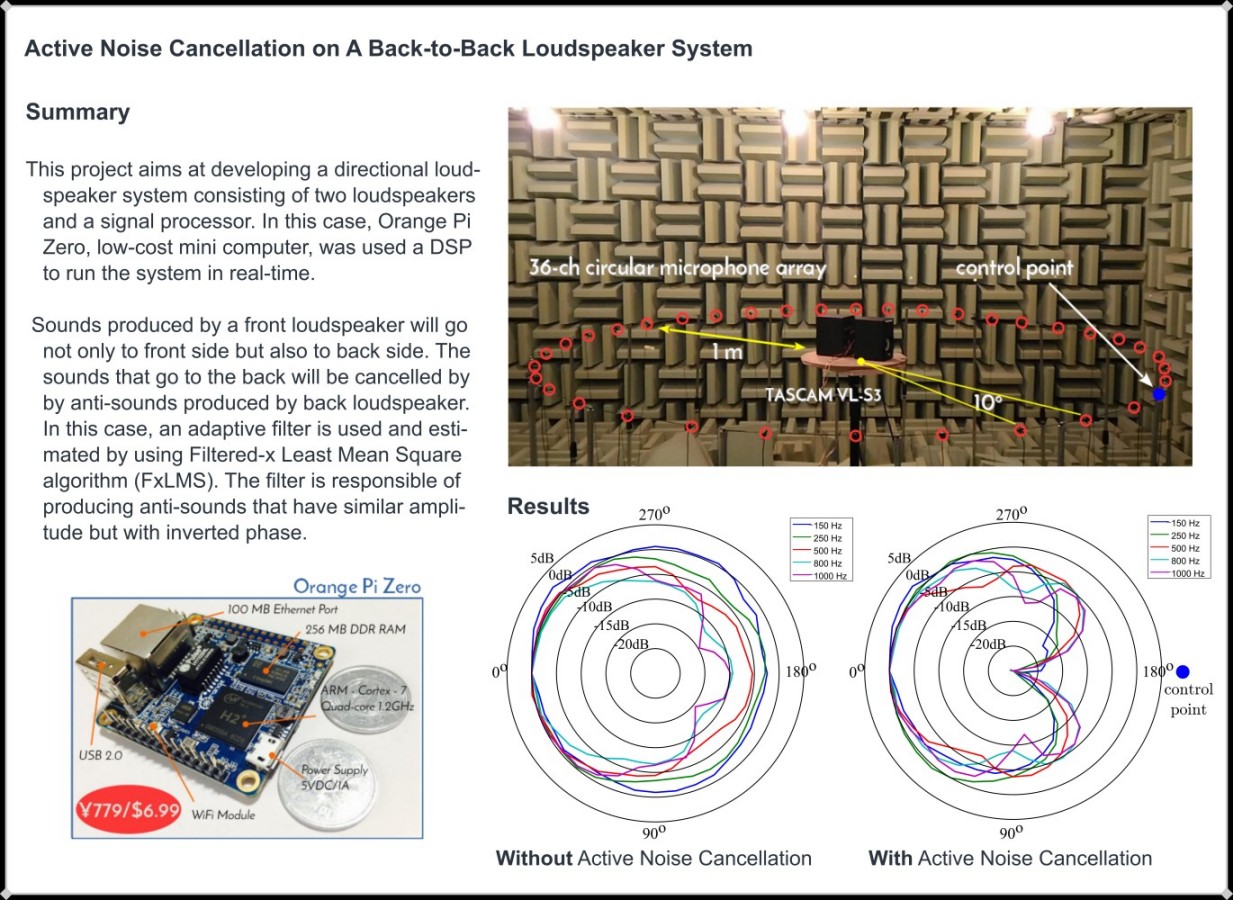 Active Noise Cancellation on A Back-to-Back Loudspeaker System
Summary
This project aims at developing a directional loud-
speaker system consisting of two loudspeakers
and a signal processor. In this case, Orange Pi
Zero, low-cost mini computer, was used a DSP
to run the system in real-time.
Sounds produced by a front loudspeaker will go
not only to front side but also to back side. The
sounds that go to the back will be cancelled by
by anti-sounds produced by back loudspeaker.
In this case, an adaptive filter is used and esti-
mated by using Filtered-x Least Mean Square
algorithm (FxLMS). The filter is responsible of
producing anti-sounds that have similar ampli-
tude but with inverted phase.
Orange Pi Zero
100 MB Ethernet Port
256 MB DDR RAM
ARM - Cortex - 7
Quad-core 1.2GHz
H2
USB 2.0
Power Supply
5VDC/1A
WiFi Module
¥779/$6.99
36-ch circular microphone array
control point
1 m
TASCAM VL-S3
10°
Results
270°
150 Hz
250 Hz
500 Hz
800 Hz
1000 Hz
5dB
0dB
-5dB
-10dB
-15dB
-20dB
0°
180°
90°
Without Active Noise Cancellation
270°
150 Hz
250 Hz
500 Hz
800 Hz
1000 Hz
5dB
0dB
-5dB
-10dB
-15dB
-20dB
0°
180°
control
point
90°
With Active Noise Cancellation